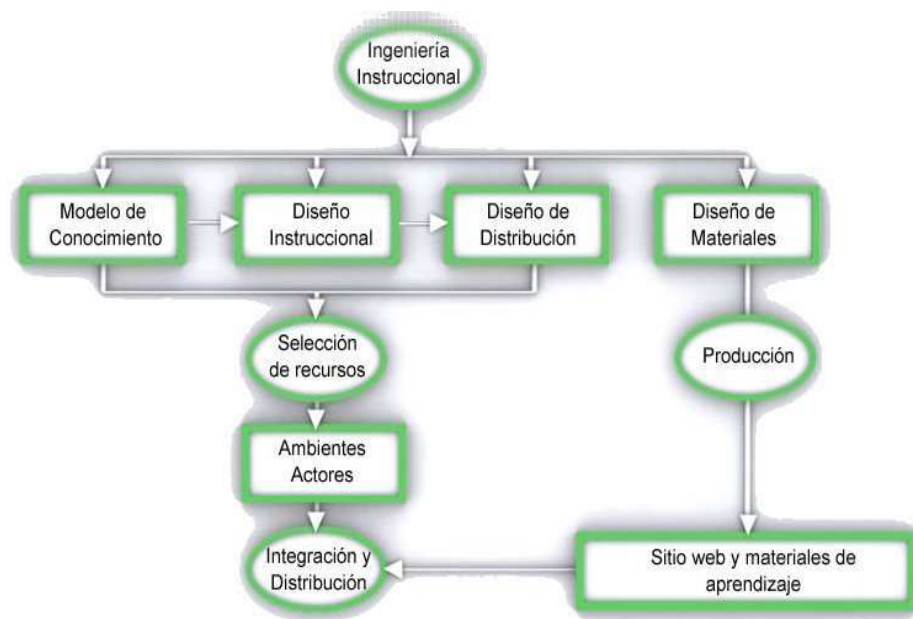 Ingeniería
Instruccional
Modelo de
Conocimiento
Diseño
Instruccional
Diseño de
Distribución
Diseño de
Materiales
Selección
de recursos
Producción
Ambientes
Actores
Integración y
Distribución
Sitio web y materiales de
aprendizaje